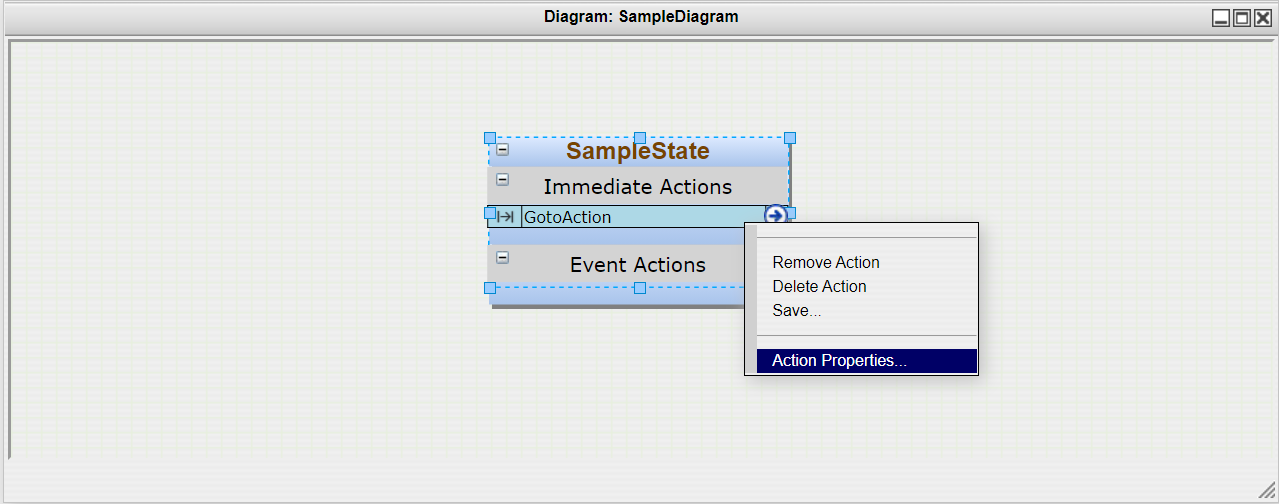 Diagram: SampleDiagram
SampleState
Immediate Actions
GotoAction
Event Actions
Remove Action
Delete Action
Save...
Action Properties...